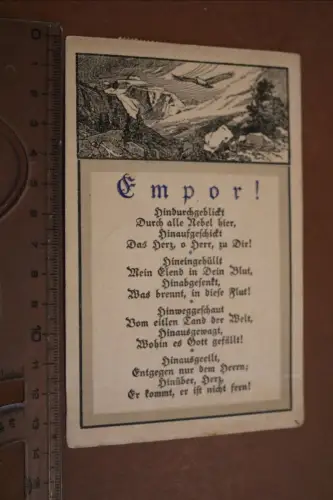 Empor!
Hindurchgeblickt
Durch alle Nebel hier,
Hinaufgeschickt
Das Herz, o Herr, zu Dir!
*
Hineingehüllt
Mein Elend in Dein Blut,
Hinabgesenkt,
Was brennt, in diese Flut!
*
Hinweggeschaut
Vom eitlen Tand der Welt,
Hinausgewagt,
Wohin es Gott gefällt!
*
Hinausgeeilt,
Entgegen nur dem Herrn;
Hinüber, Herz,
Er kommt, er ist nicht fern!